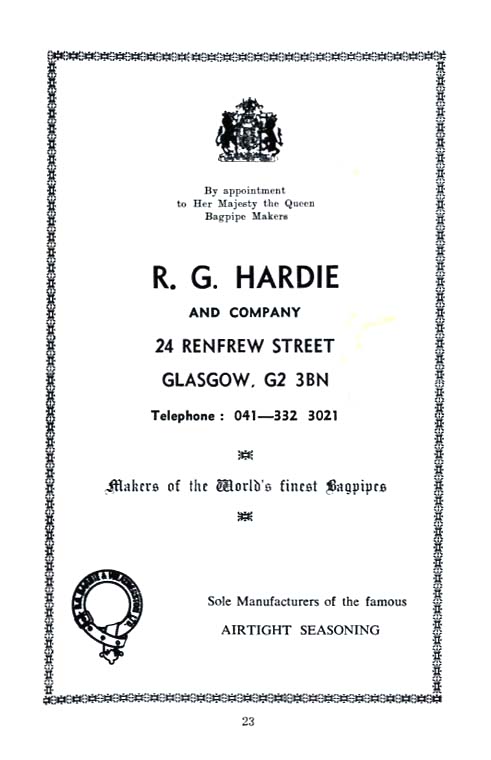 By appointment
to Her Majesty the Queen
Bagpipe Makers
R. G. HARDIE
AND COMPANY
24 RENFREW STREET
GLASGOW, G2 3BN
Telephone : 041—332 3021
Makers of the World's finest Bagpipes
Sole Manufacturers of the famous
AIRTIGHT SEASONING
23